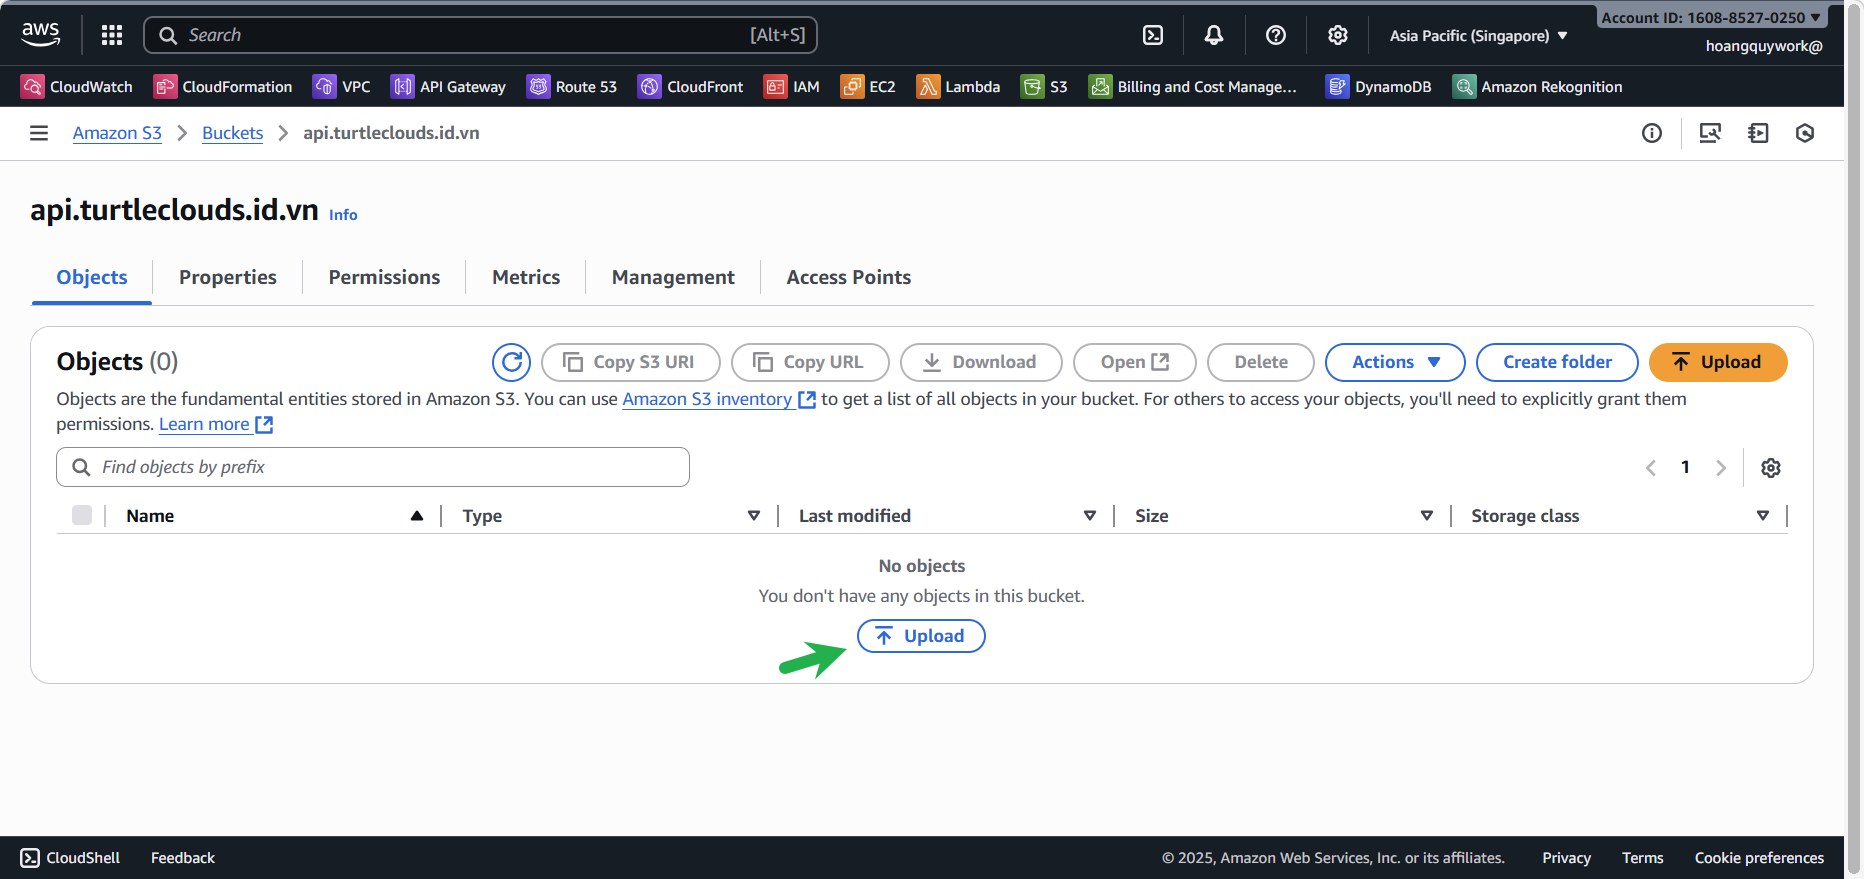 aws
Search [Alt+S]
Asia Pacific (Singapore)
Account ID: 1608-8527-0250
hoangquywork@
CloudWatch CloudFormation VPC API Gateway Route 53 CloudFront IAM EC2 Lambda S3 Billing and Cost Manage... DynamoDB Amazon Rekognition
Amazon S3 Buckets api.turtleclouds.id.vn
api.turtleclouds.id.vn Info
Objects Properties Permissions Metrics Management Access Points
Objects (0)
Copy S3 URI Copy URL Download Open Delete Actions Create folder Upload
Objects are the fundamental entities stored in Amazon S3. You can use Amazon S3 inventory to get a list of all objects in your bucket. For others to access your objects, you'll need to explicitly grant them
permissions. Learn more
Find objects by prefix
1
Name Type Last modified Size Storage class
No objects
You don't have any objects in this bucket.
Upload
CloudShell Feedback © 2025, Amazon Web Services, Inc. or its affiliates. Privacy Terms Cookie preferences